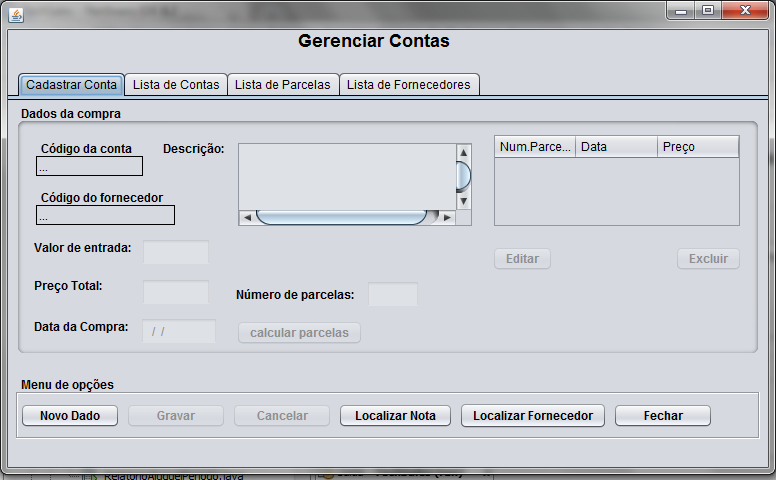 Gerenciar Contas
Cadastrar Conta Lista de Contas Lista de Parcelas Lista de Fornecedores
Dados da compra
Código da conta Descrição:
...
Num.Parce... Data Preço
Código do fornecedor
...
Valor de entrada:
Editar Excluir
Preço Total: Número de parcelas:
Data da Compra: / / calcular parcelas
Menu de opções
Novo Dado Gravar Cancelar Localizar Nota Localizar Fornecedor Fechar